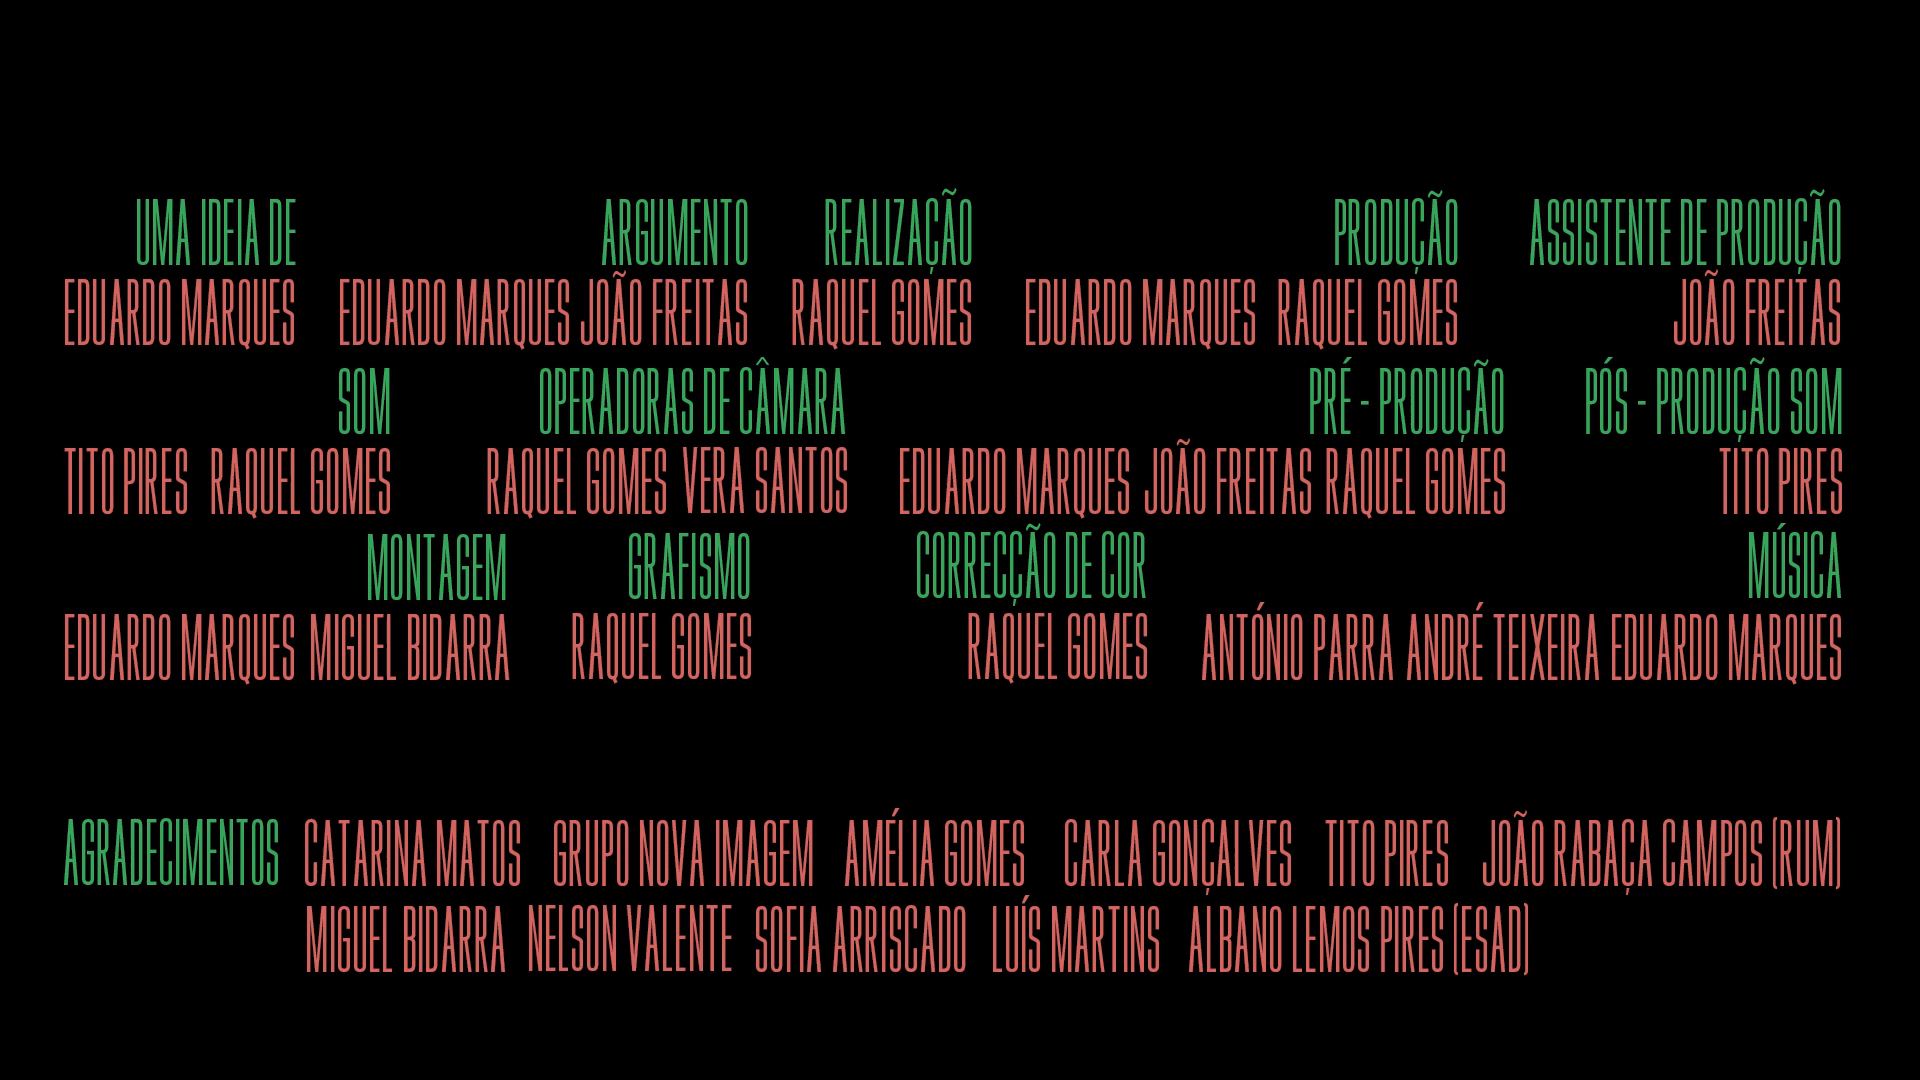 UMA IDEIA DE ARGUMENTO REALIZAÇÃO PRODUÇÃO ASSISTENTE DE PRODUÇÃO
EDUARDO MARQUES EDUARDO MARQUES JOÃO FREITAS RAQUEL GOMES EDUARDO MARQUES RAQUEL GOMES JOÃO FREITAS
SOM OPERADORAS DE CÂMARA PRÉ - PRODUÇÃO PÓS - PRODUÇÃO SOM
TITO PIRES RAQUEL GOMES RAQUEL GOMES VERA SANTOS EDUARDO MARQUES JOÃO FREITAS RAQUEL GOMES TITO PIRES
MONTAGEM GRAFISMO CORRECÇÃO DE COR MÚSICA
EDUARDO MARQUES MIGUEL BIDARRA RAQUEL GOMES RAQUEL GOMES ANTÓNIO PARRA ANDRÉ TEIXEIRA EDUARDO MARQUES
AGRADECIMENTOS CATARINA MATOS GRUPO NOVA IMAGEM AMÉLIA GOMES CARLA GONÇALVES TITO PIRES JOÃO RABAÇA CAMPOS (RUM)
MIGUEL BIDARRA NELSON VALENTE SOFIA ARRISCADO LUÍS MARTINS ALBANO LEMOS PIRES (ESAD)